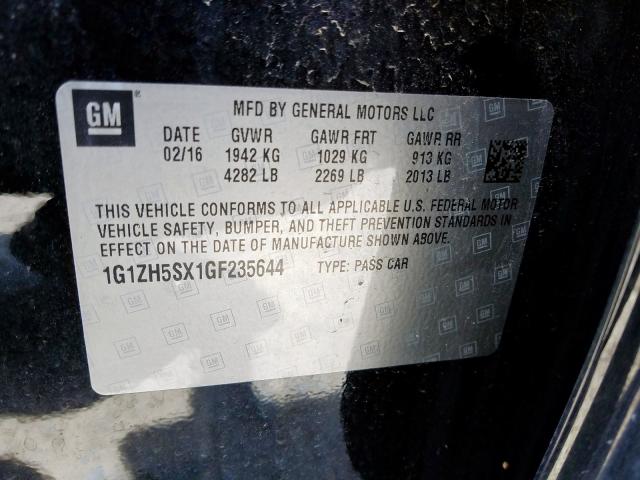 GM
MFD BY GENERAL MOTORS LLC
DATE GVWR GAWR FRT GAWR RR
02/16 1942 KG 1029 KG 913 KG
4282 LB 2269 LB 2013 LB
THIS VEHICLE CONFORMS TO ALL APPLICABLE U.S. FEDERAL MOTOR
VEHICLE SAFETY, BUMPER, AND THEFT PREVENTION STANDARDS IN
EFFECT ON THE DATE OF MANUFACTURE SHOWN ABOVE.
1G1ZH5SX1GF235644 TYPE: PASS CAR